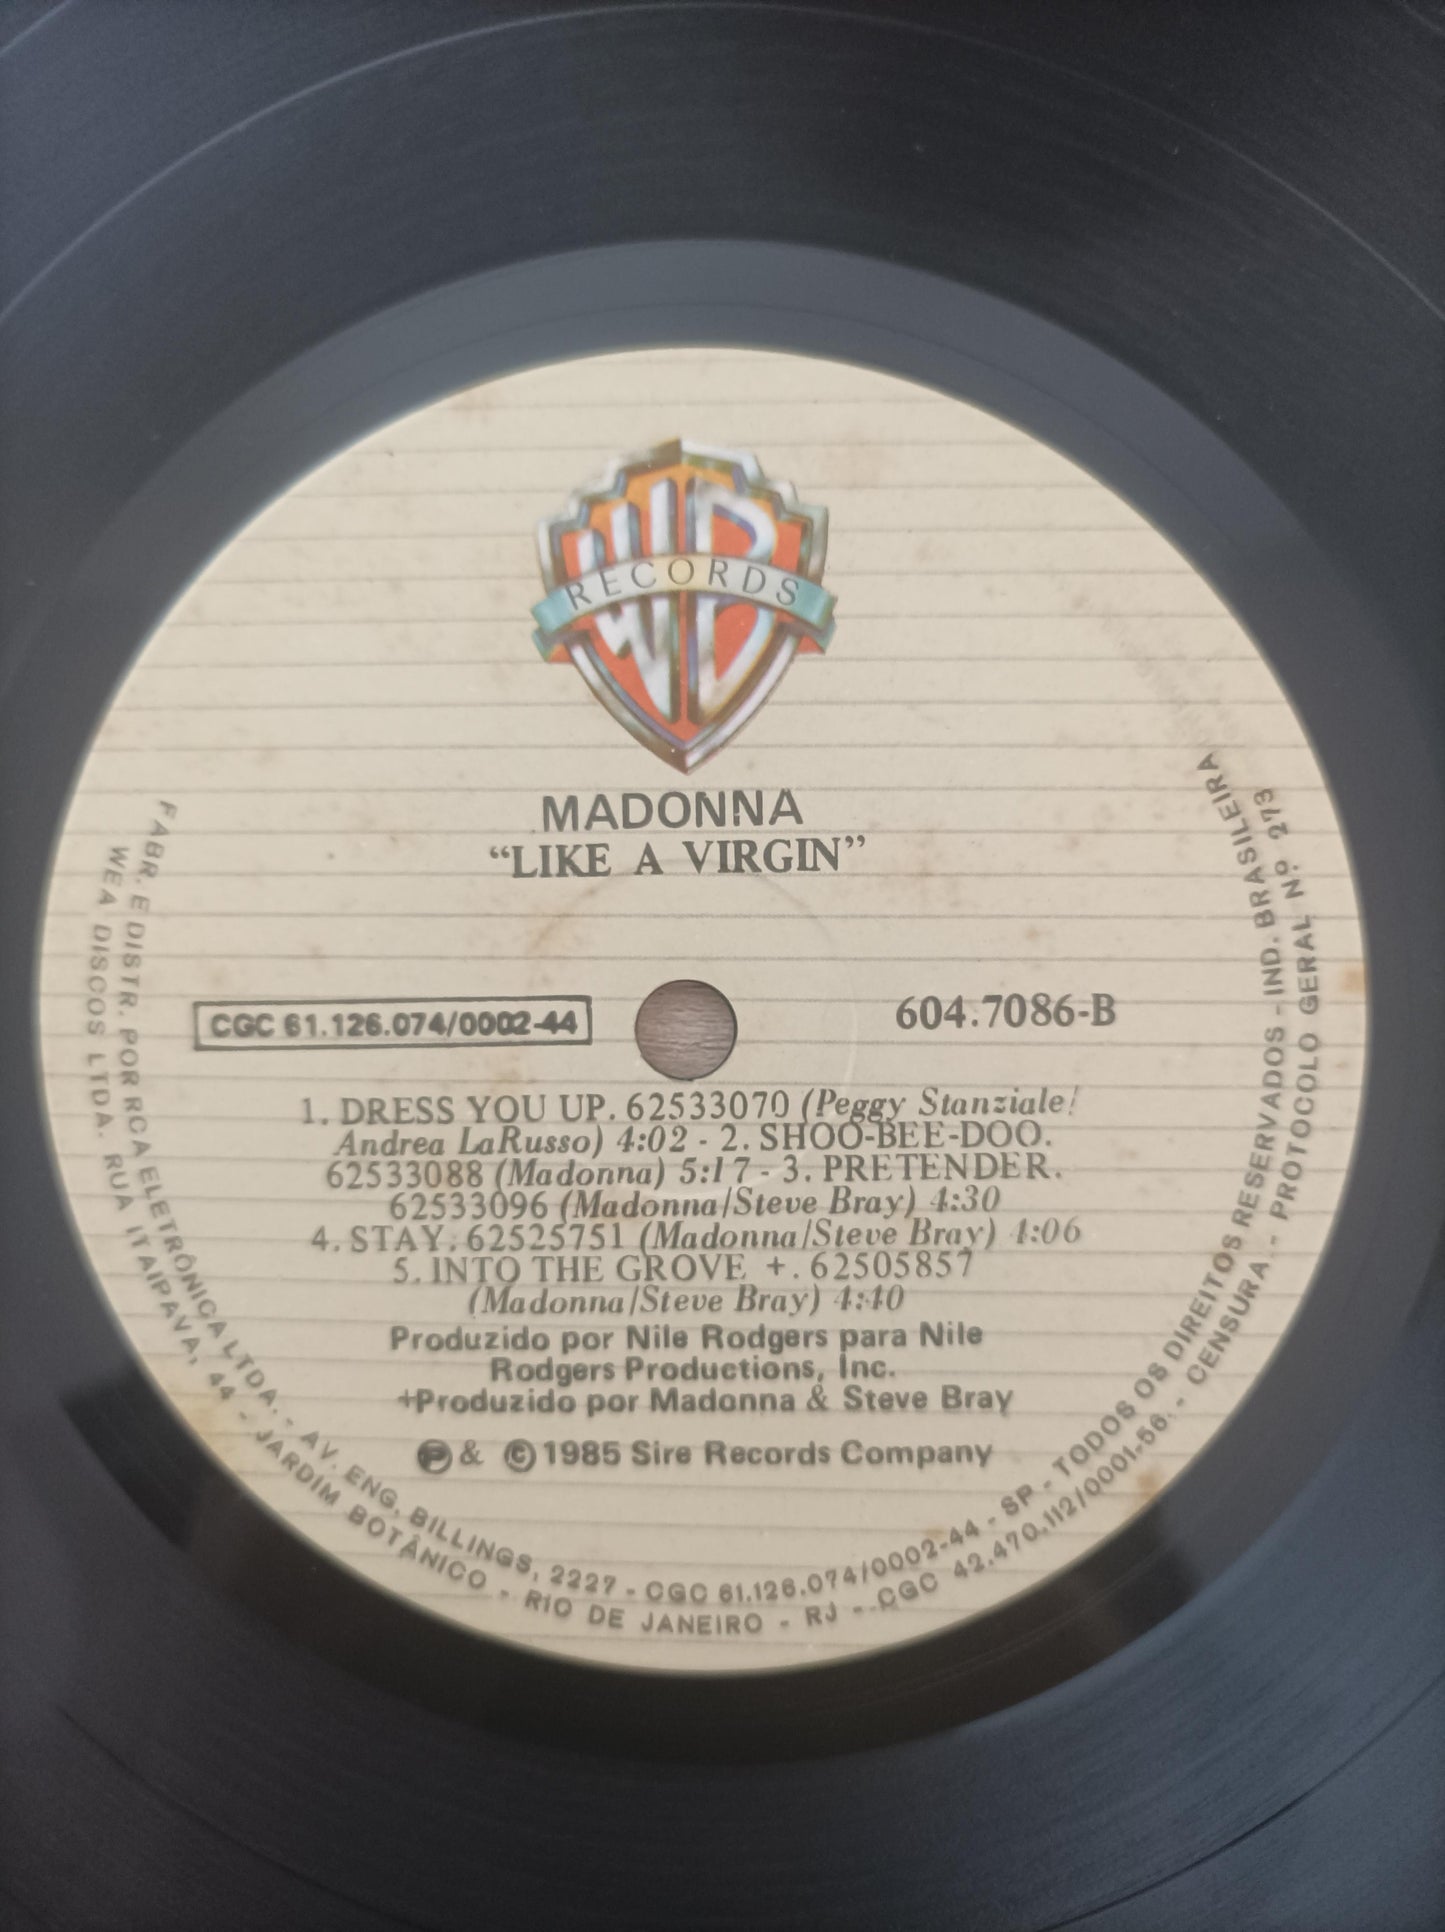 WB
RECORDS
MADONNA
“LIKE A VIRGIN”
CGC 61.126.074/0002-44
604.7086-B
1. DRESS YOU UP. 62533070 (Peggy Stanziale/
Andrea LaRusso) 4:02 - 2. SHOO-BEE-DOO.
62533088 (Madonna) 5:17 - 3. PRETENDER.
62533096 (Madonna/Steve Bray) 4:30
4. STAY. 62525751 (Madonna/Steve Bray) 4:06
5. INTO THE GROVE +. 62505857
(Madonna/Steve Bray) 4:40
Produzido por Nile Rodgers para Nile
Rodgers Productions, Inc.
+Produzido por Madonna & Steve Bray
Ⓟ & © 1985 Sire Records Company
FABR. E DISTR. POR RCA ELETRÔNICA LTDA. - AV. ENG. BILLINGS, 2227 - CGC 61.126.074/0002-44 - SP - TODOS OS DIREITOS RESERVADOS - IND. BRASILEIRA
WEA DISCOS LTDA. RUA ITAIPAVA, 44 - JARDIM BOTÂNICO - RIO DE JANEIRO - RJ - CGC 42.470.112/0001-56. - CENSURA. - PROTOCOLO GERAL Nº 273